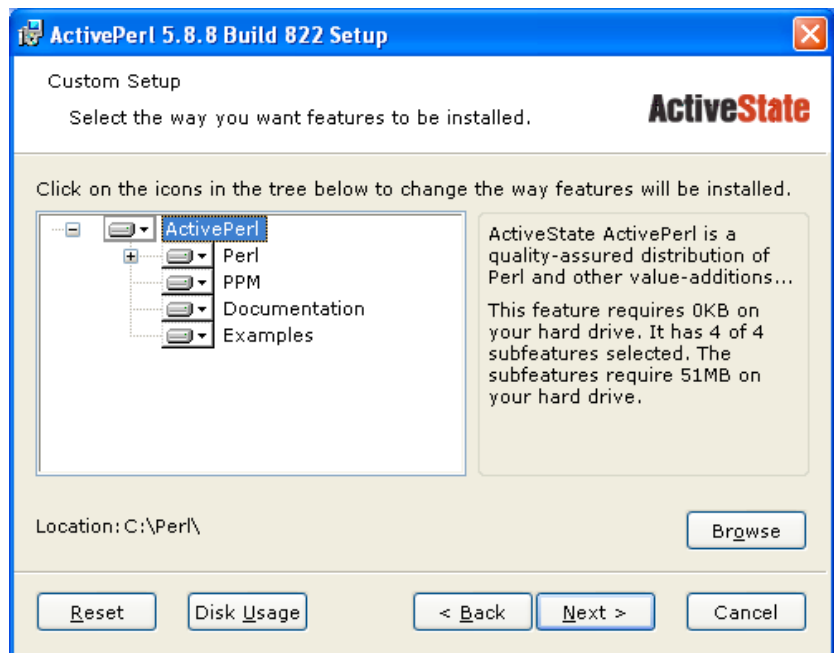 ActivePerl 5.8.8 Build 822 Setup
Custom Setup
Select the way you want features to be installed.
ActiveState
Click on the icons in the tree below to change the way features will be installed.
ActivePerl
Perl
PPM
Documentation
Examples
ActiveState ActivePerl is a
quality-assured distribution of
Perl and other value-additions...
This feature requires 0KB on
your hard drive. It has 4 of 4
subfeatures selected. The
subfeatures require 51MB on
your hard drive.
Location: C:\Perl\
Browse
Reset
Disk Usage
< Back
Next >
Cancel